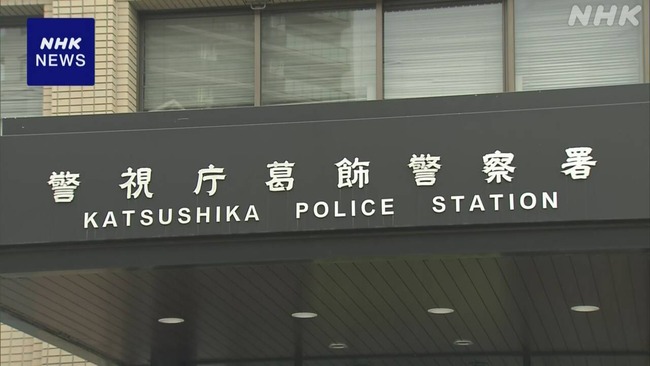 NHK
NEWS
NHK
警視庁葛飾警察署
KATSUSHIKA POLICE STATION